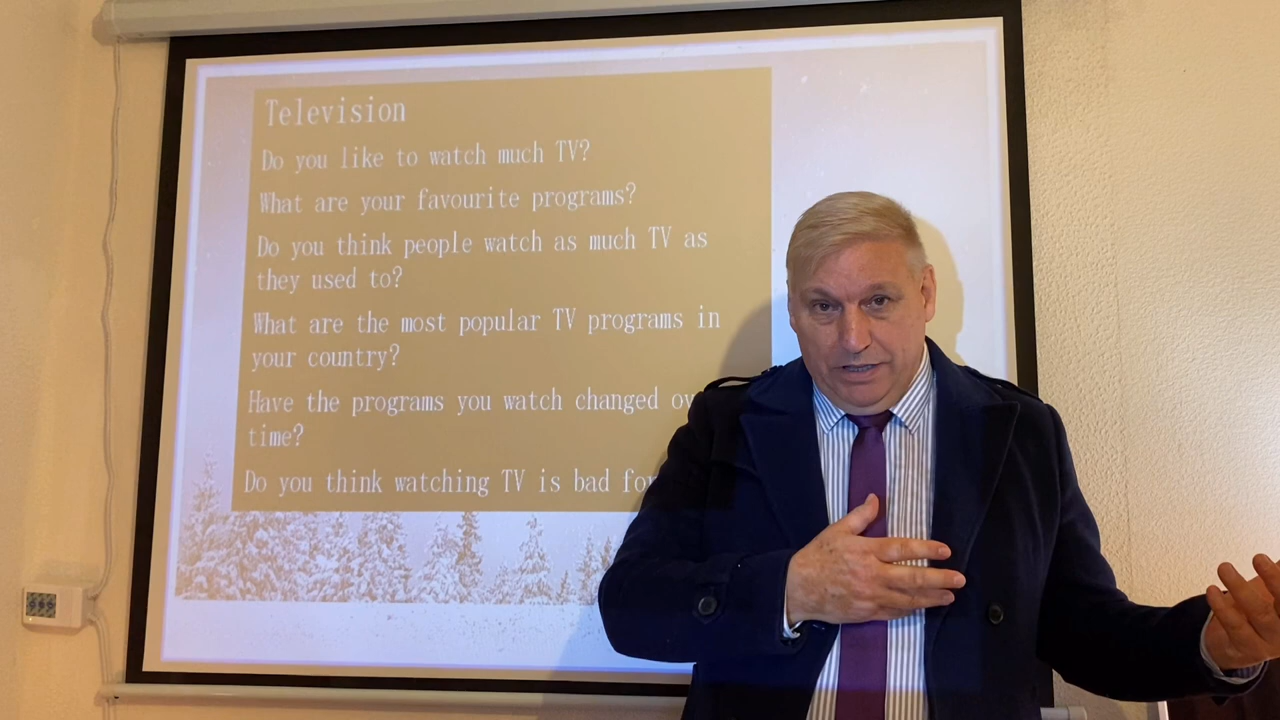 Television
Do you like to watch much TV?
What are your favourite programs?
Do you think people watch as much TV as
they used to?
What are the most popular TV programs in
your country?
Have the programs you watch changed ov
time?
Do you think watching TV is bad for